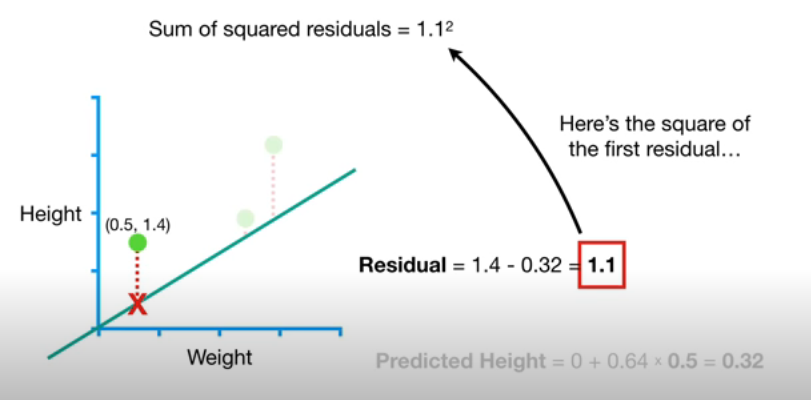 Sum of squared residuals = 1.1²
Here's the square of
the first residual...
Height
(0.5, 1.4)
X
Residual = 1.4 - 0.32 = 1.1
Weight
Predicted Height = 0 + 0.64 × 0.5 = 0.32